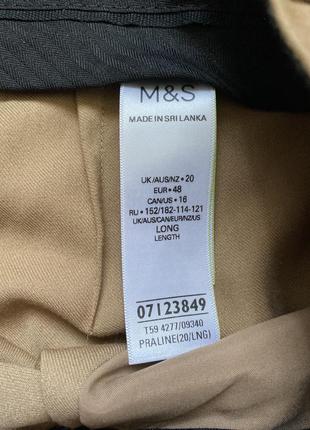 M&S
MADE IN SRI LANKA
UK/AUS/NZ • 20
EUR • 48
CAN/US • 16
RU • 152/182-114-121
UK/AUS/CAN/EUR/NZ/US
LONG
LENGTH
07123849
T59 4277/09340
PRALINE(20/LNG)